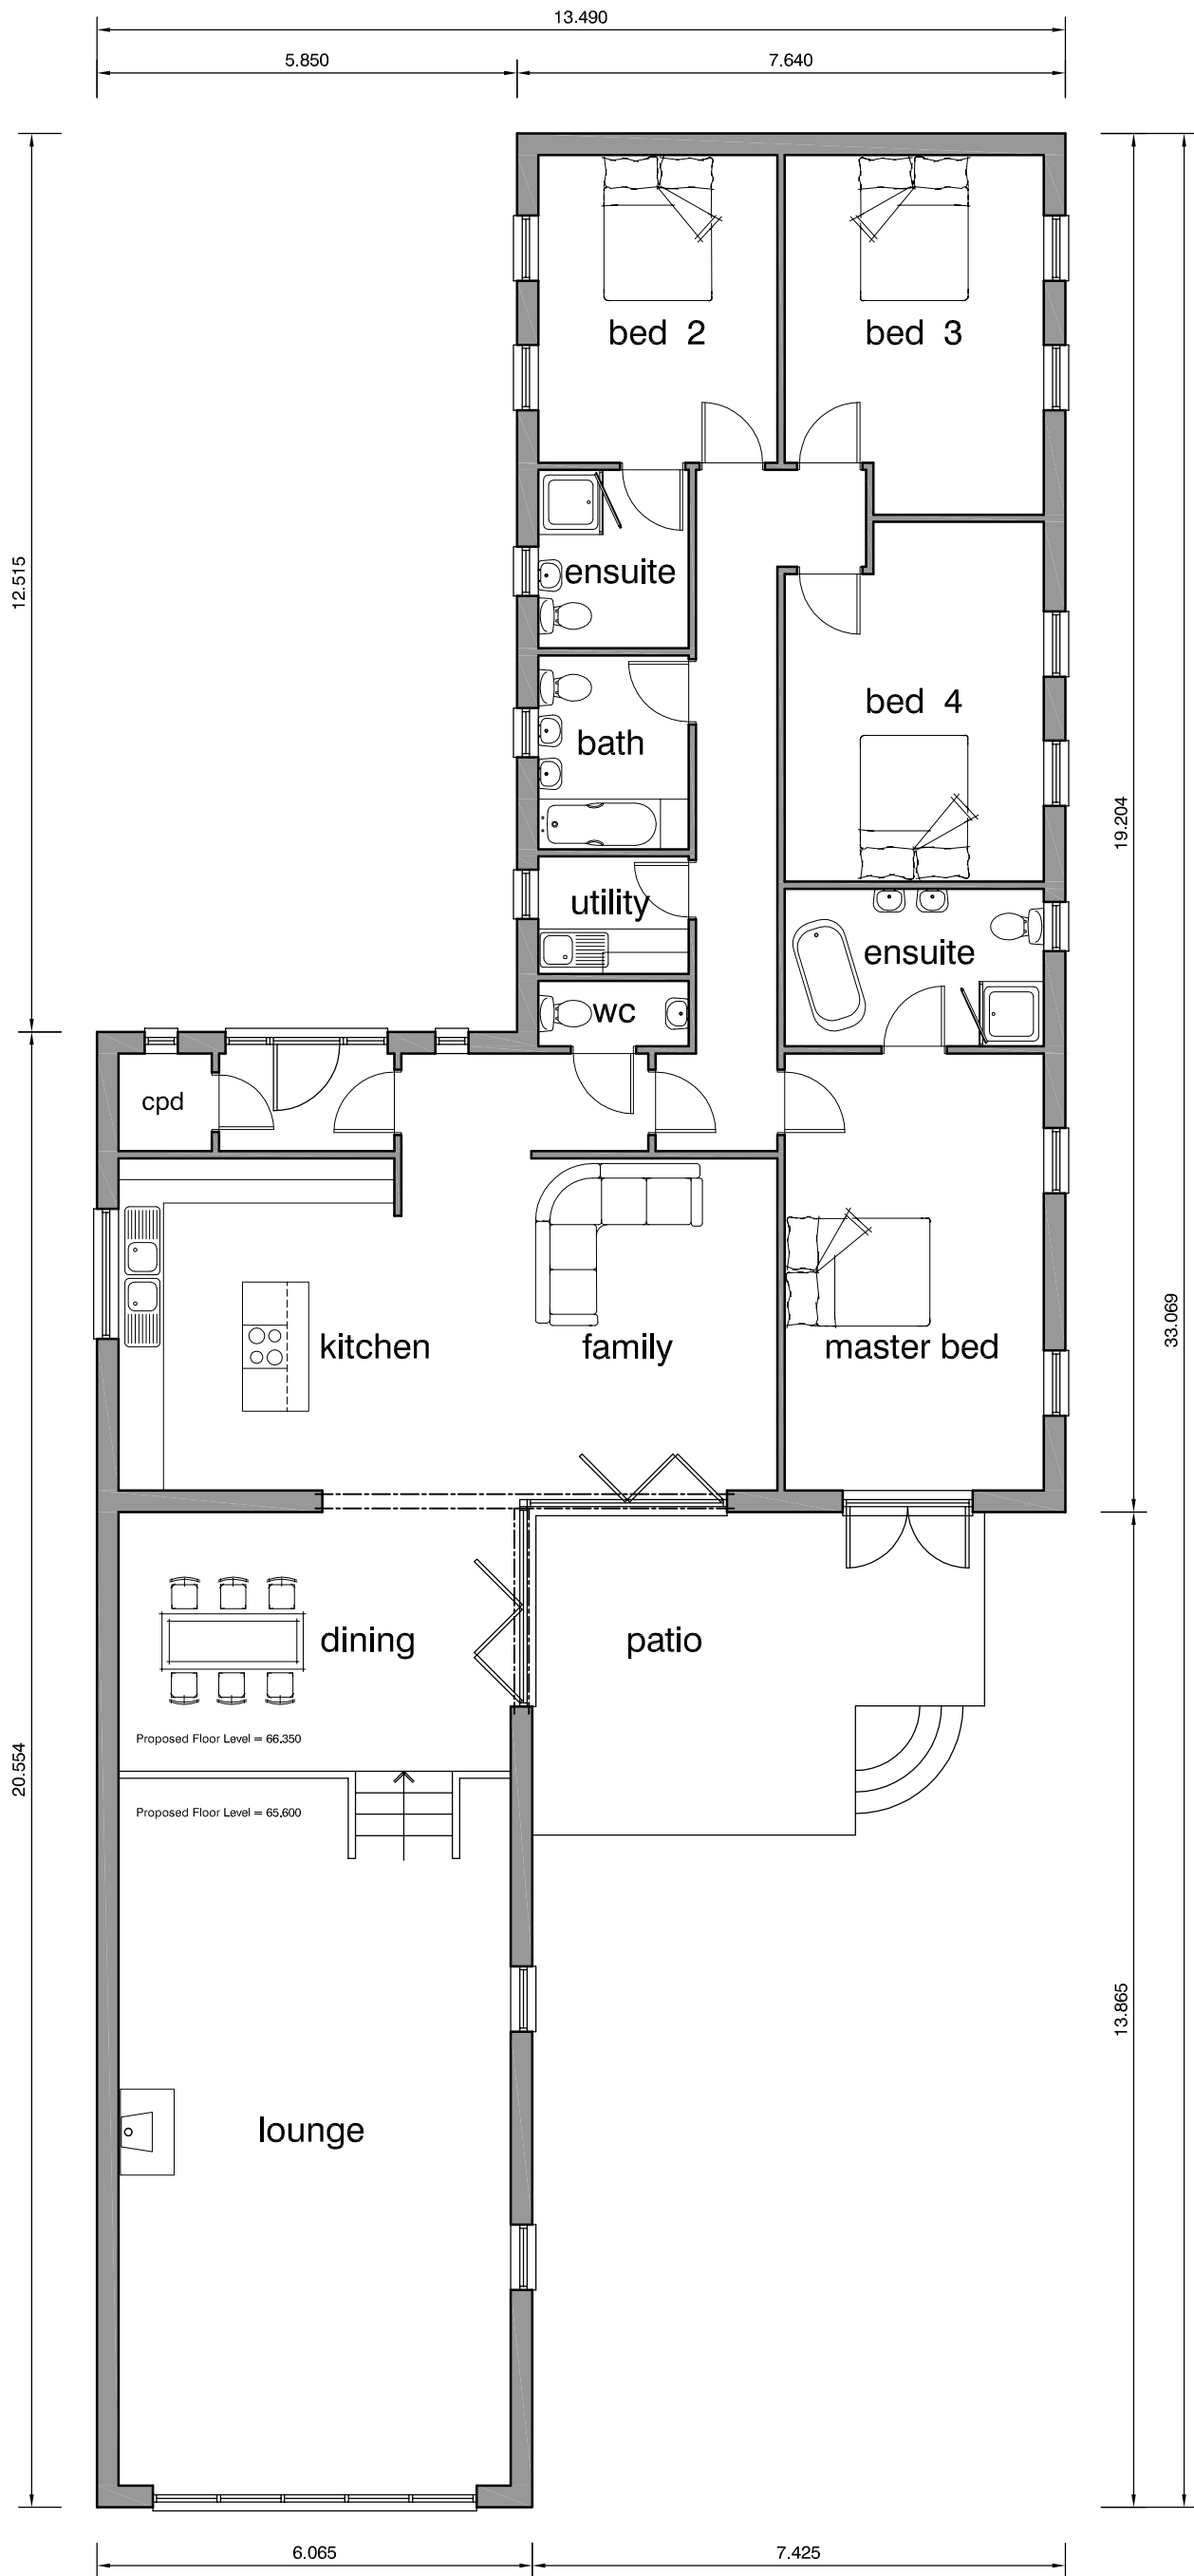 13.490
5.850
7.640
bed 2
bed 3
12.515
ensuite
bed 4
bath
19.204
utility
ensuite
wc
cpd
33.069
kitchen
family
master bed
dining
patio
Proposed Floor Level = 66.350
20.554
Proposed Floor Level = 65.600
13.865
lounge
6.065
7.425